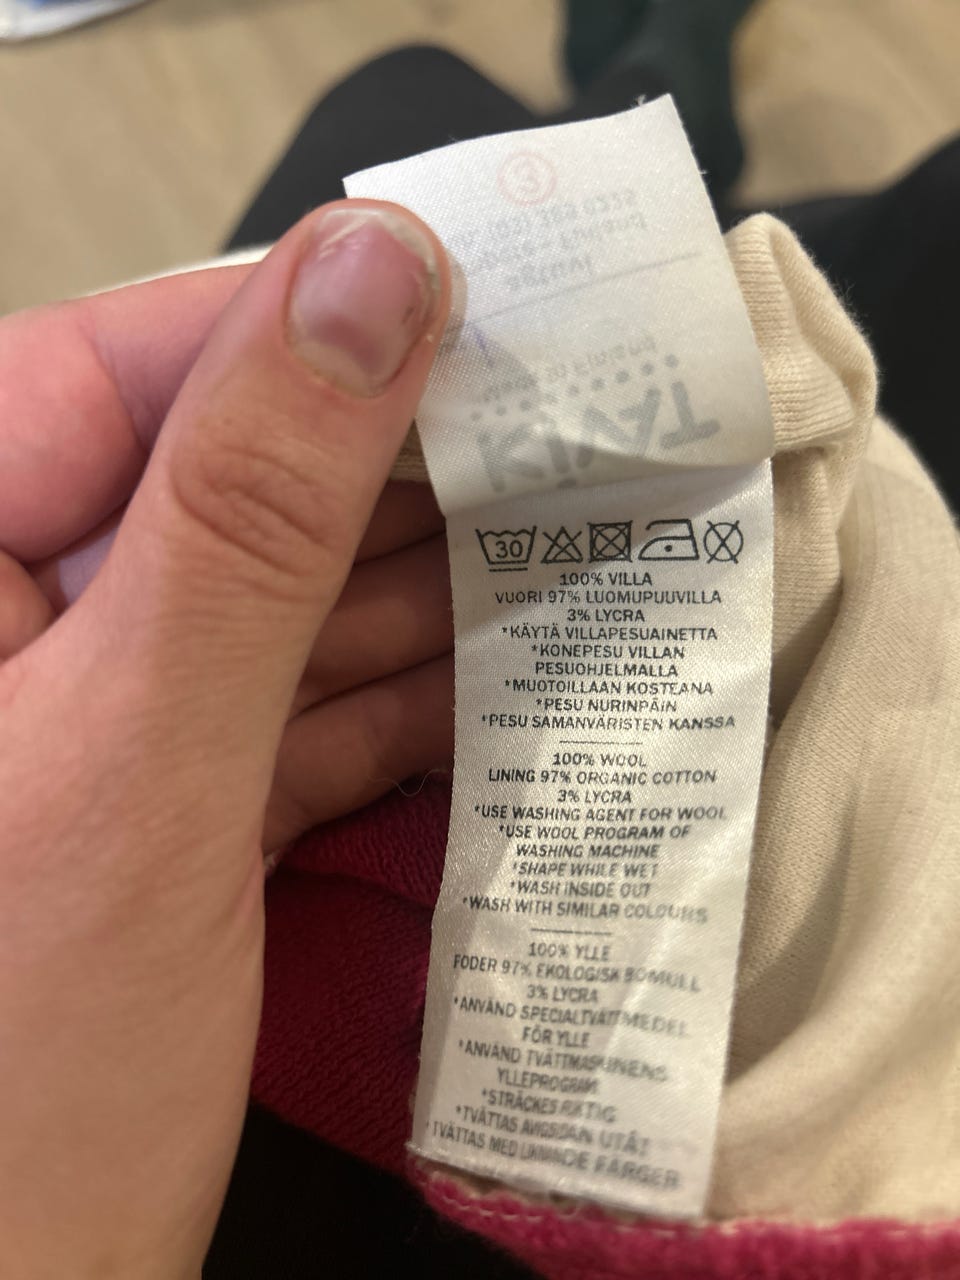 30
100% VILLA
VUORI 97% LUOMUPUUVILLA
3% LYCRA
*KÄYTÄ VILLAPESUAINETTA
*KONEPESU VILLAN
PESUOHJELMALLA
*MUOTOILLAAN KOSTEANA
*PESU NURINPÄIN
*PESU SAMANVÄRISTEN KANSSA
100% WOOL
LINING 97% ORGANIC COTTON
3% LYCRA
*USE WASHING AGENT FOR WOOL
*USE WOOL PROGRAM OF
WASHING MACHINE
*SHAPE WHILE WET
*WASH INSIDE OUT
*WASH WITH SIMILAR COLOURS
100% YLLE
FODER 97% EKOLOGISK BOMULL
3% LYCRA
*ANVÄND SPECIALTVÄTTMEDEL
FÖR YLLE
*ANVÄND TVÄTTMASKINENS
YLLEPROGRAM
*STRÄCKES RIKTIG
*TVÄTTAS AVIGSIDAN UTÅT
*TVÄTTAS MED LIKNANDE FÄRGER